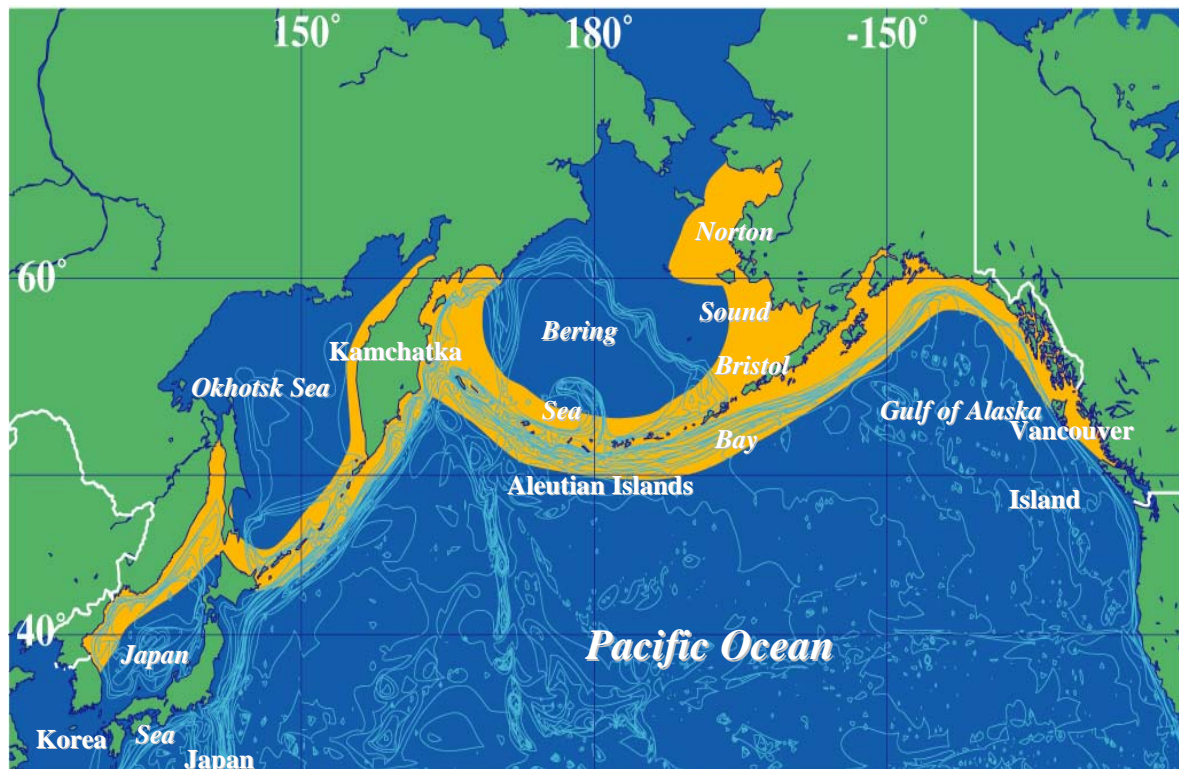 150°
180°
-150°
Norton
60°
Sound
Bering
Kamchatka
Bristol
Okhotsk Sea
Sea
Gulf of Alaska
Vancouver
Bay
Aleutian Islands
Island
40°
Japan
Pacific Ocean
Korea
Sea
Japan